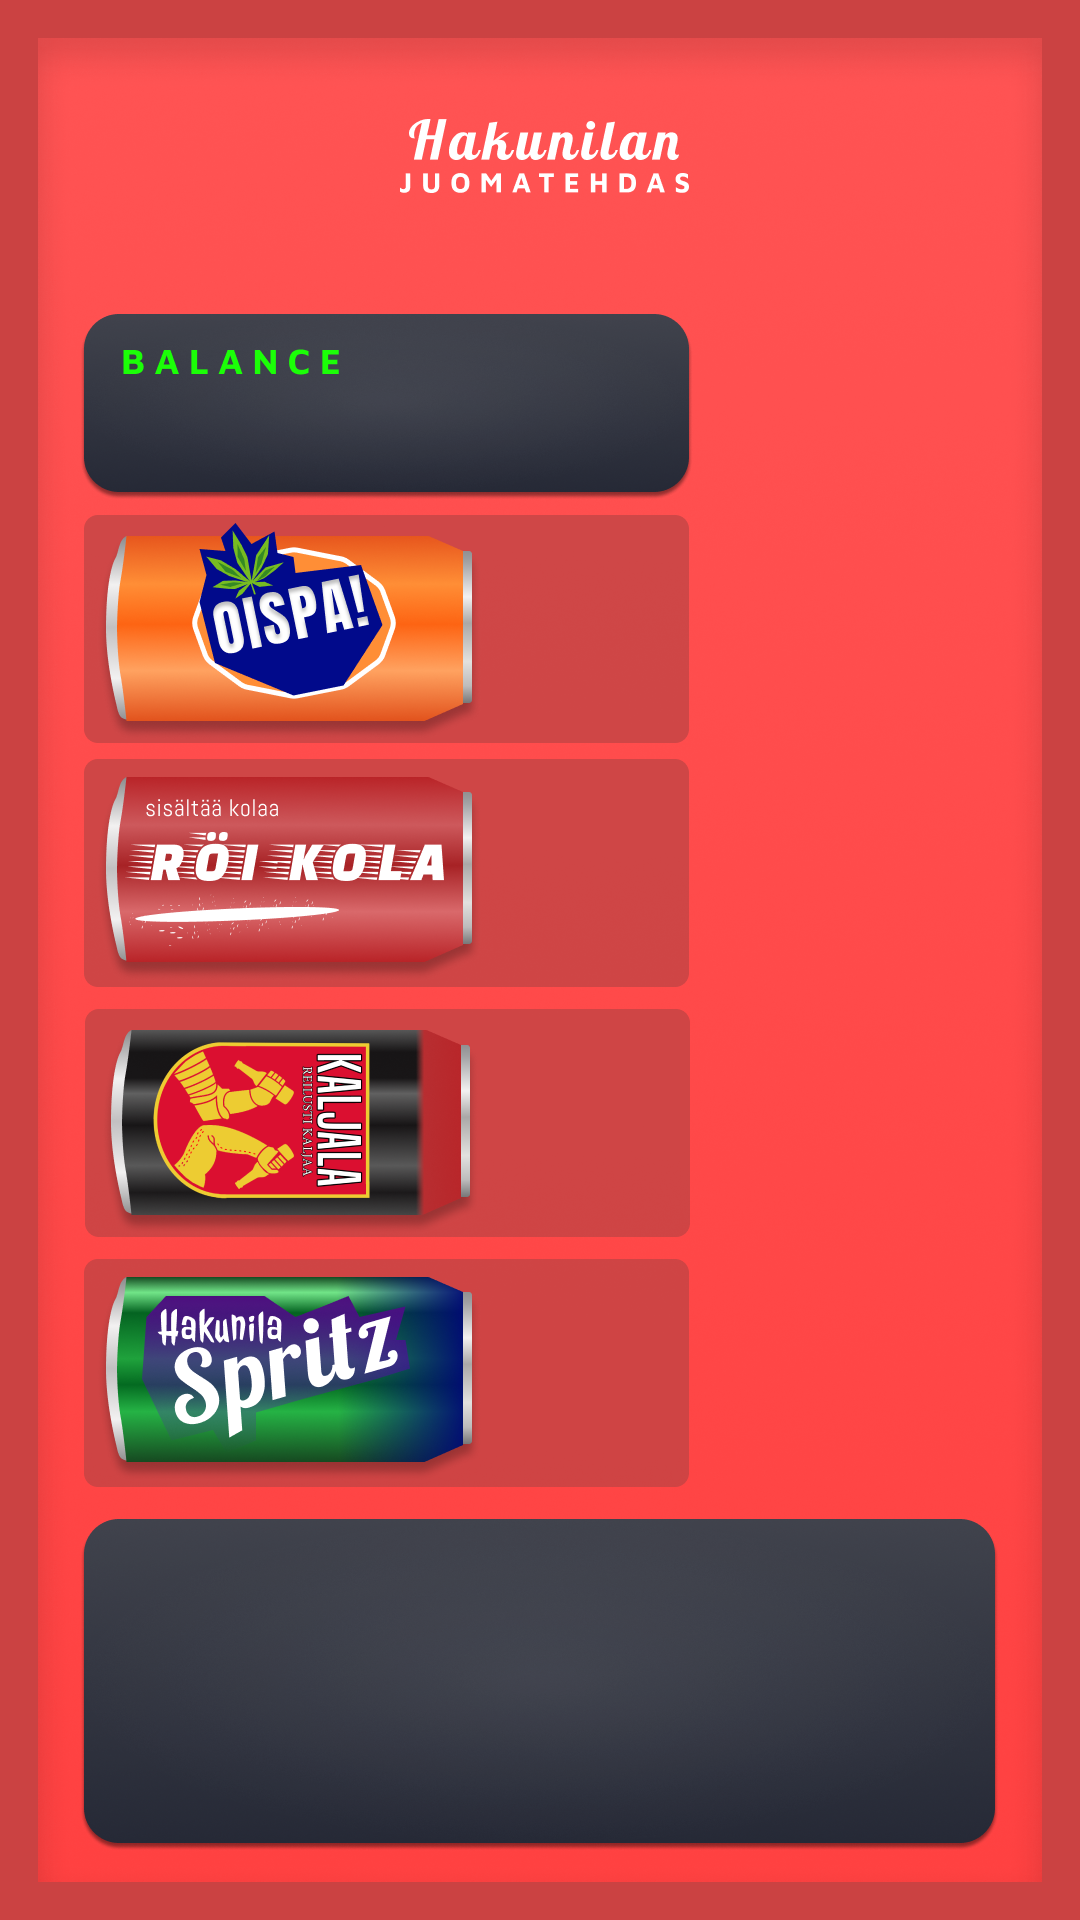 Hakunilan
JUOMATEHDAS
BALANCE
OISPA!
sisältää kolaa
RÖI KOLA
KALJALA
REILUSTI KALJAA
Hakunila
Spritz